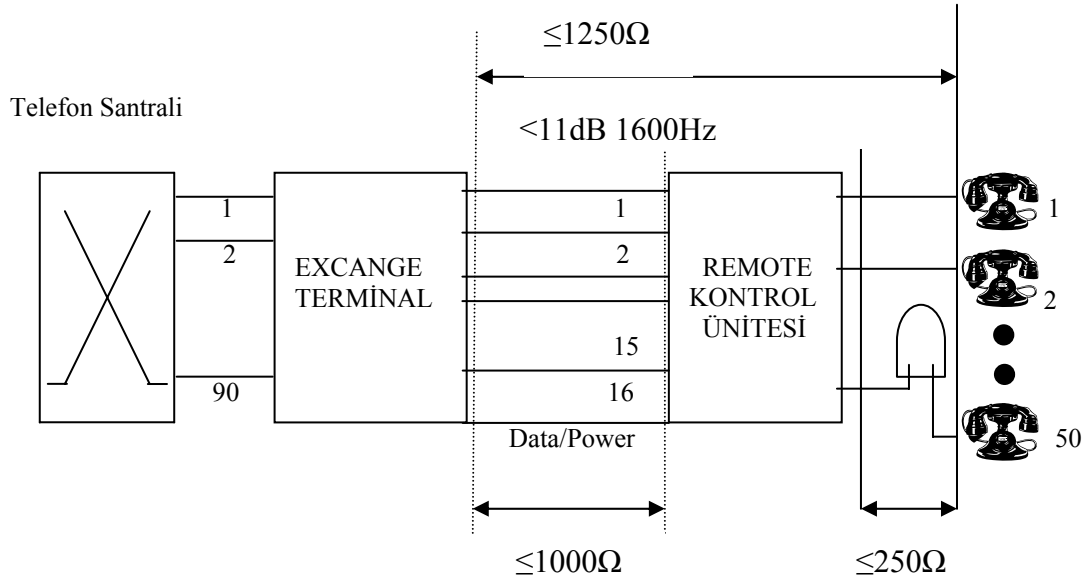 ≤1250Ω
Telefon Santrali
<11dB 1600Hz
1
2
90
EXCANGE
TERMİNAL
1
2
15
16
Data/Power
REMOTE
KONTROL
ÜNİTESİ
1
2
50
≤1000Ω
≤250Ω